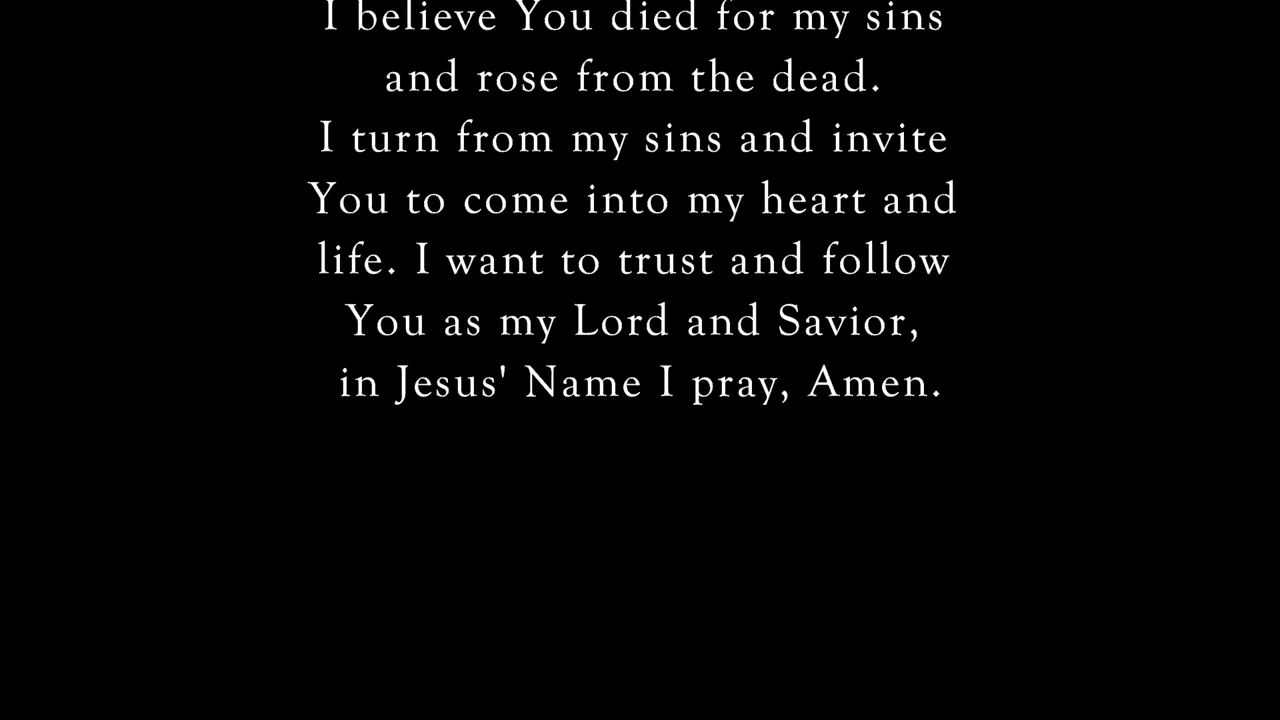 I believe You died for my sins
and rose from the dead.
I turn from my sins and invite
You to come into my heart and
life. I want to trust and follow
You as my Lord and Savior,
in Jesus' Name I pray, Amen.